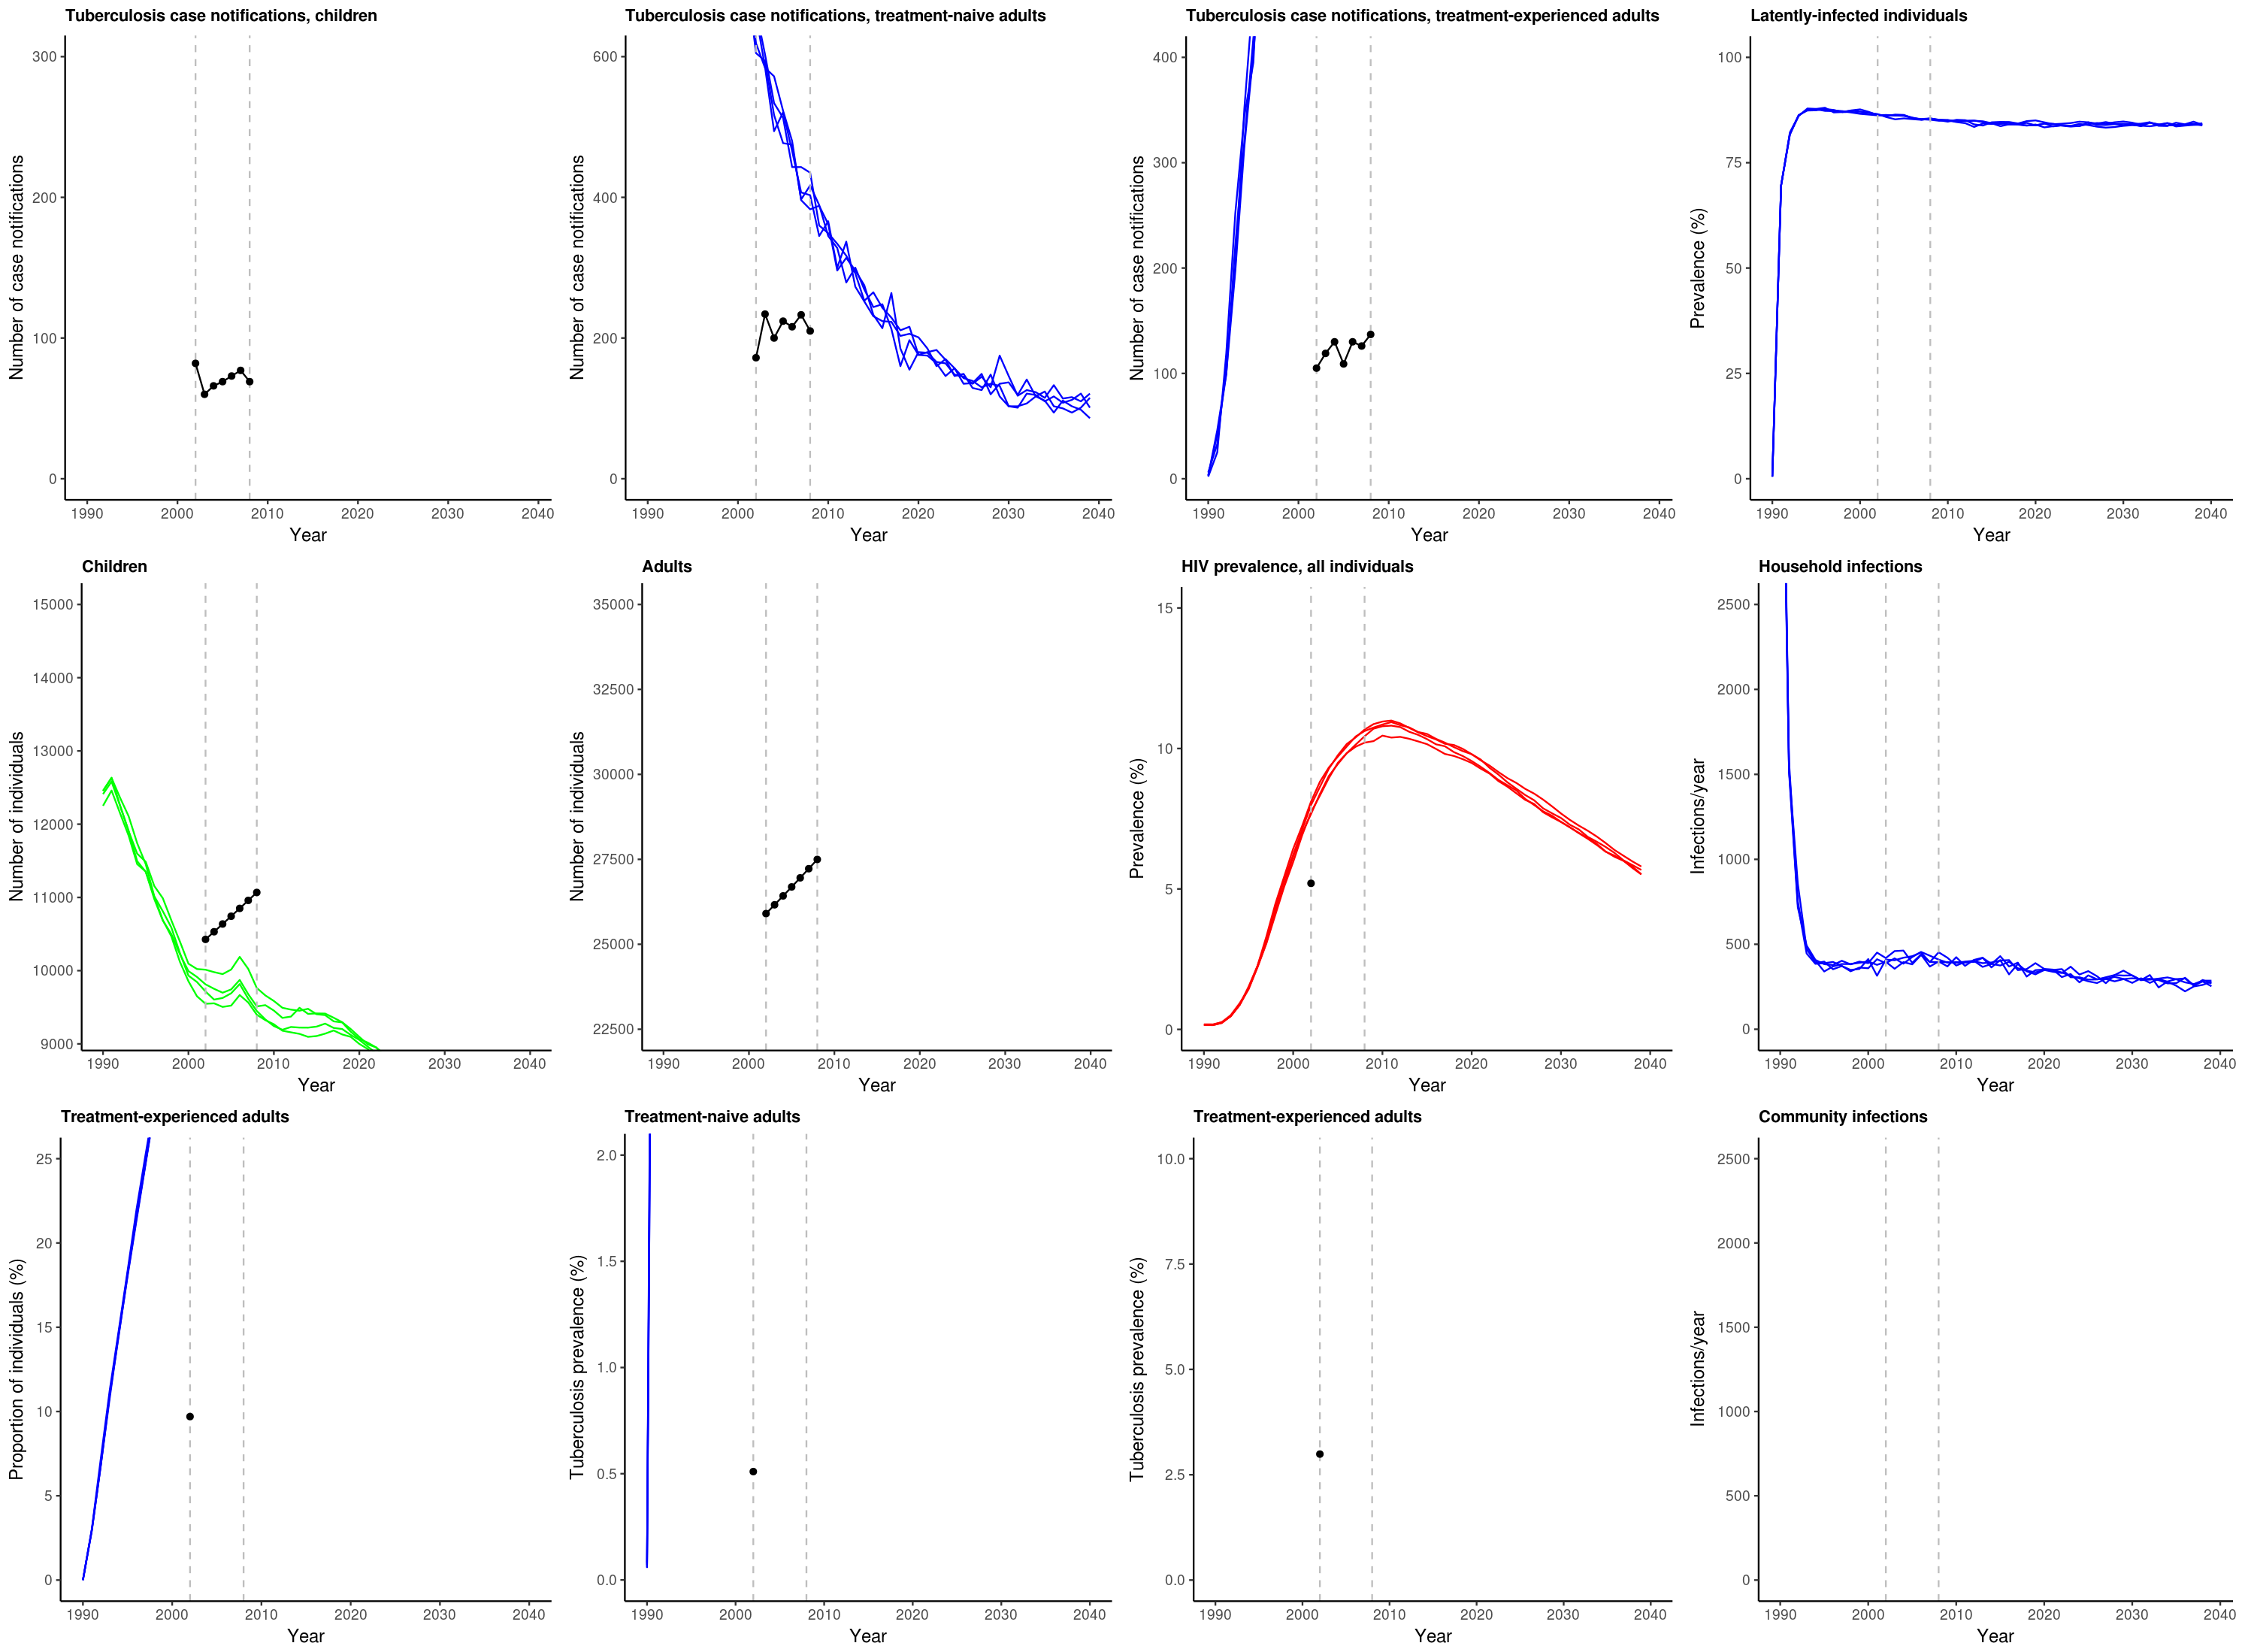 Tuberculosis case notifications, children
Number of case notifications
300
200
100
0
1990 2000 2010 2020 2030 2040
Year
Tuberculosis case notifications, treatment-naive adults
Number of case notifications
600
400
200
0
1990 2000 2010 2020 2030 2040
Year
Tuberculosis case notifications, treatment-experienced adults
Number of case notifications
400
300
200
100
0
1990 2000 2010 2020 2030 2040
Year
Latently-infected individuals
Prevalence (%)
100
75
50
25
0
1990 2000 2010 2020 2030 2040
Year
Children
Number of individuals
15000
14000
13000
12000
11000
10000
9000
1990 2000 2010 2020 2030 2040
Year
Adults
Number of individuals
35000
32500
30000
27500
25000
22500
1990 2000 2010 2020 2030 2040
Year
HIV prevalence, all individuals
Prevalence (%)
15
10
5
0
1990 2000 2010 2020 2030 2040
Year
Household infections
Infections/year
2500
2000
1500
1000
500
0
1990 2000 2010 2020 2030 2040
Year
Treatment-experienced adults
Proportion of individuals (%)
25
20
15
10
5
0
1990 2000 2010 2020 2030 2040
Year
Treatment-naive adults
Tuberculosis prevalence (%)
2.0
1.5
1.0
0.5
0.0
1990 2000 2010 2020 2030 2040
Year
Treatment-experienced adults
Tuberculosis prevalence (%)
10.0
7.5
5.0
2.5
0.0
1990 2000 2010 2020 2030 2040
Year
Community infections
Infections/year
2500
2000
1500
1000
500
0
1990 2000 2010 2020 2030 2040
Year